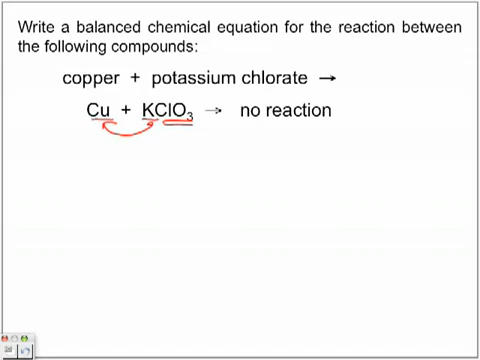 Write a balanced chemical equation for the reaction between
the following compounds:
copper + potassium chlorate →
Cu + KClO₃ → no reaction